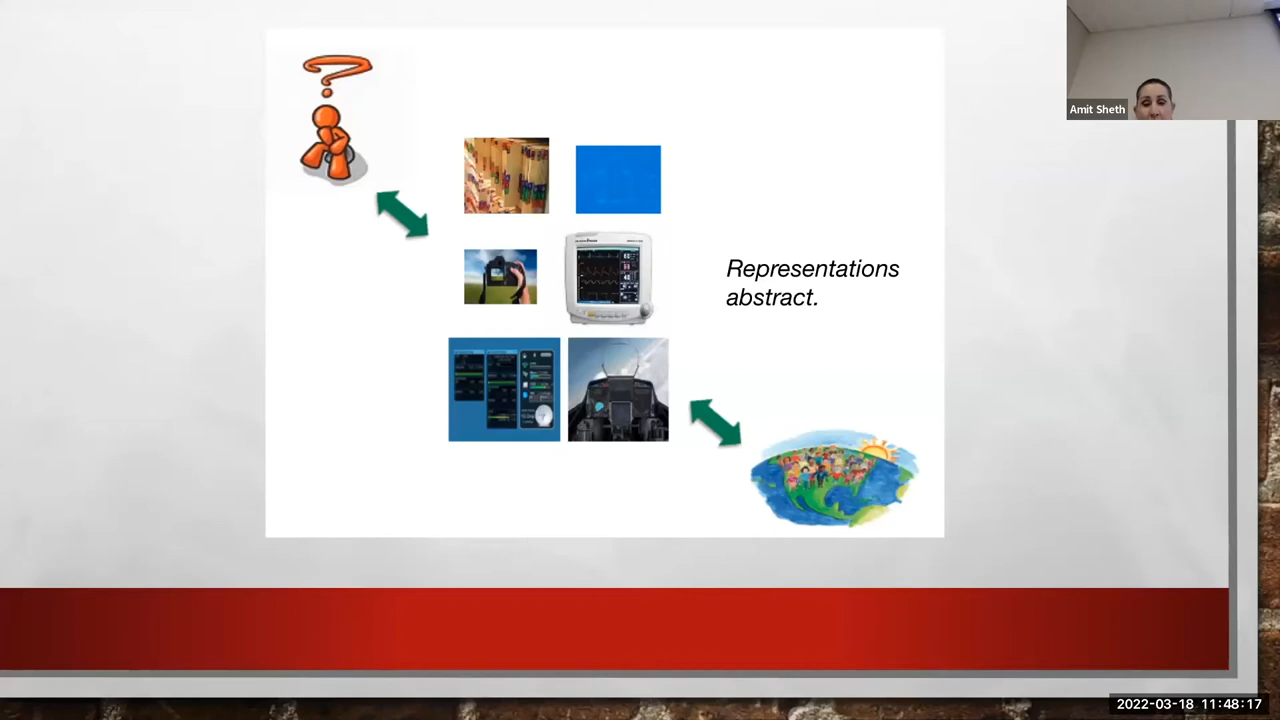 Amit Sheth
Representations
abstract.
2022-03-18 11:48:17